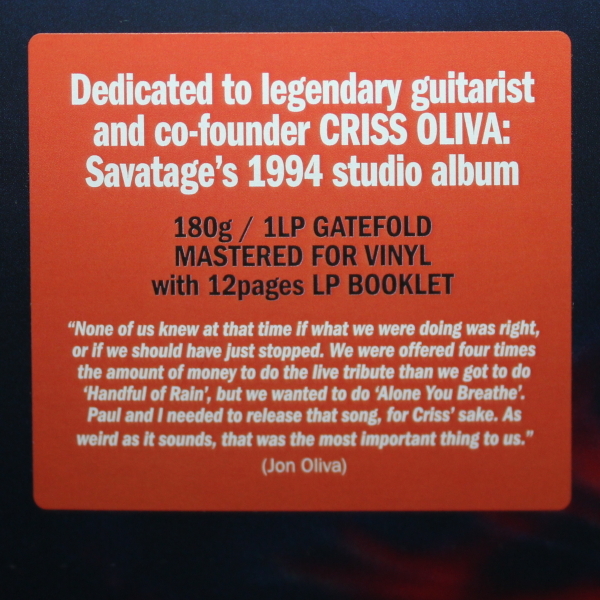 Dedicated to legendary guitarist
and co-founder CRISS OLIVA:
Savatage's 1994 studio album
180g / 1LP GATEFOLD
MASTERED FOR VINYL
with 12pages LP BOOKLET
“None of us knew at that time if what we were doing was right,
or if we should have just stopped. We were offered four times
the amount of money to do the live tribute than we got to do
‘Handful of Rain’, but we wanted to do ‘Alone You Breathe’.
Paul and I needed to release that song, for Criss’ sake. As
weird as it sounds, that was the most important thing to us.”
(Jon Oliva)